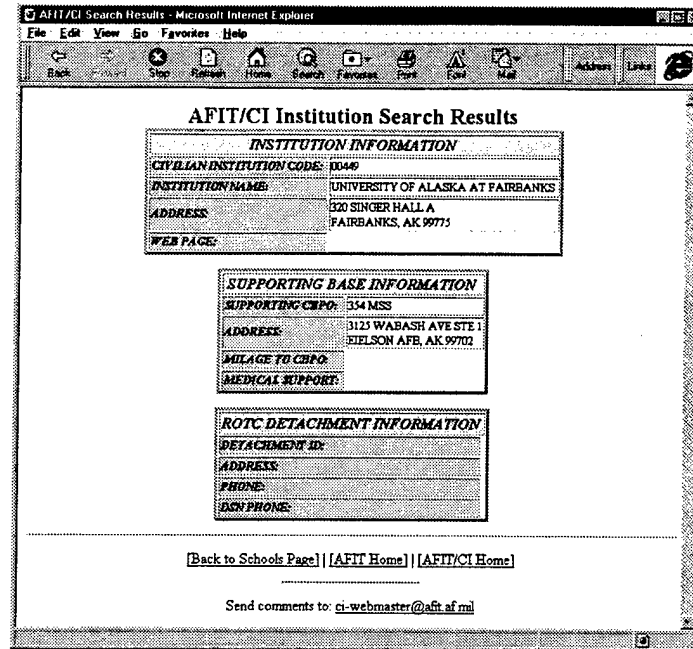 AFIT/CI Search Results - Microsoft Internet Explorer
File Edit View Go Favorites Help
Back Forward Stop Refresh Home Search Favorites Print Font Mail Address Links
AFIT/CI Institution Search Results
INSTITUTION INFORMATION
CIVILIAN INSTITUTION CODE: 00449
INSTITUTION NAME: UNIVERSITY OF ALASKA AT FAIRBANKS
ADDRESS: 320 SINGER HALL A
FAIRBANKS, AK 99775
WEB PAGE:
SUPPORTING BASE INFORMATION
SUPPORTING CBPO: 354 MSS
ADDRESS: 3125 WABASH AVE STE 1
EIELSON AFB, AK 99702
MILAGE TO CBPO:
MEDICAL SUPPORT:
ROTC DETACHMENT INFORMATION
DETACHMENT ID:
ADDRESS:
PHONE:
DSN PHONE:
[Back to Schools Page] | [AFIT Home] | [AFIT/CI Home]
Send comments to: ci-webmaster@afit.af.mil